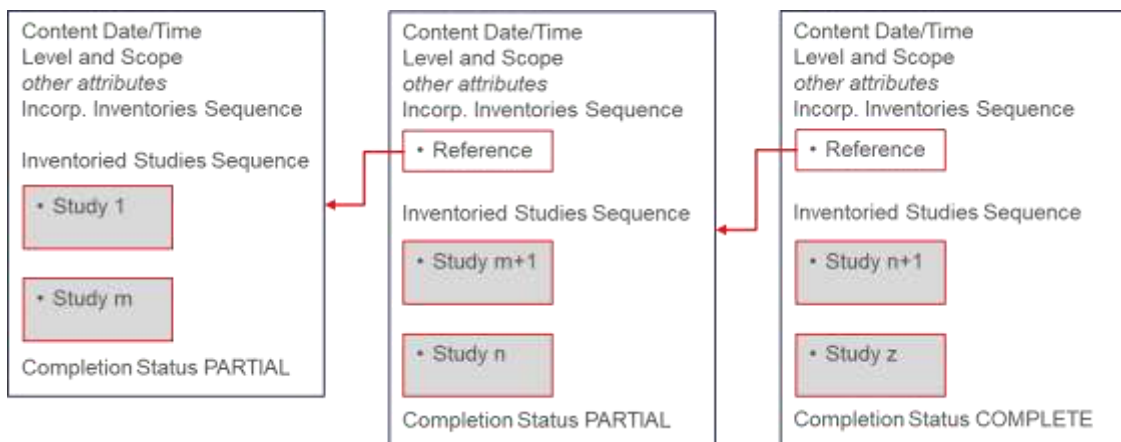 Content Date/Time
Level and Scope
other attributes
Incorp. Inventories Sequence
Inventoried Studies Sequence
• Study 1
• Study m
Completion Status PARTIAL
Content Date/Time
Level and Scope
other attributes
Incorp. Inventories Sequence
• Reference
Inventoried Studies Sequence
• Study m+1
• Study n
Completion Status PARTIAL
Content Date/Time
Level and Scope
other attributes
Incorp. Inventories Sequence
• Reference
Inventoried Studies Sequence
• Study n+1
• Study z
Completion Status COMPLETE